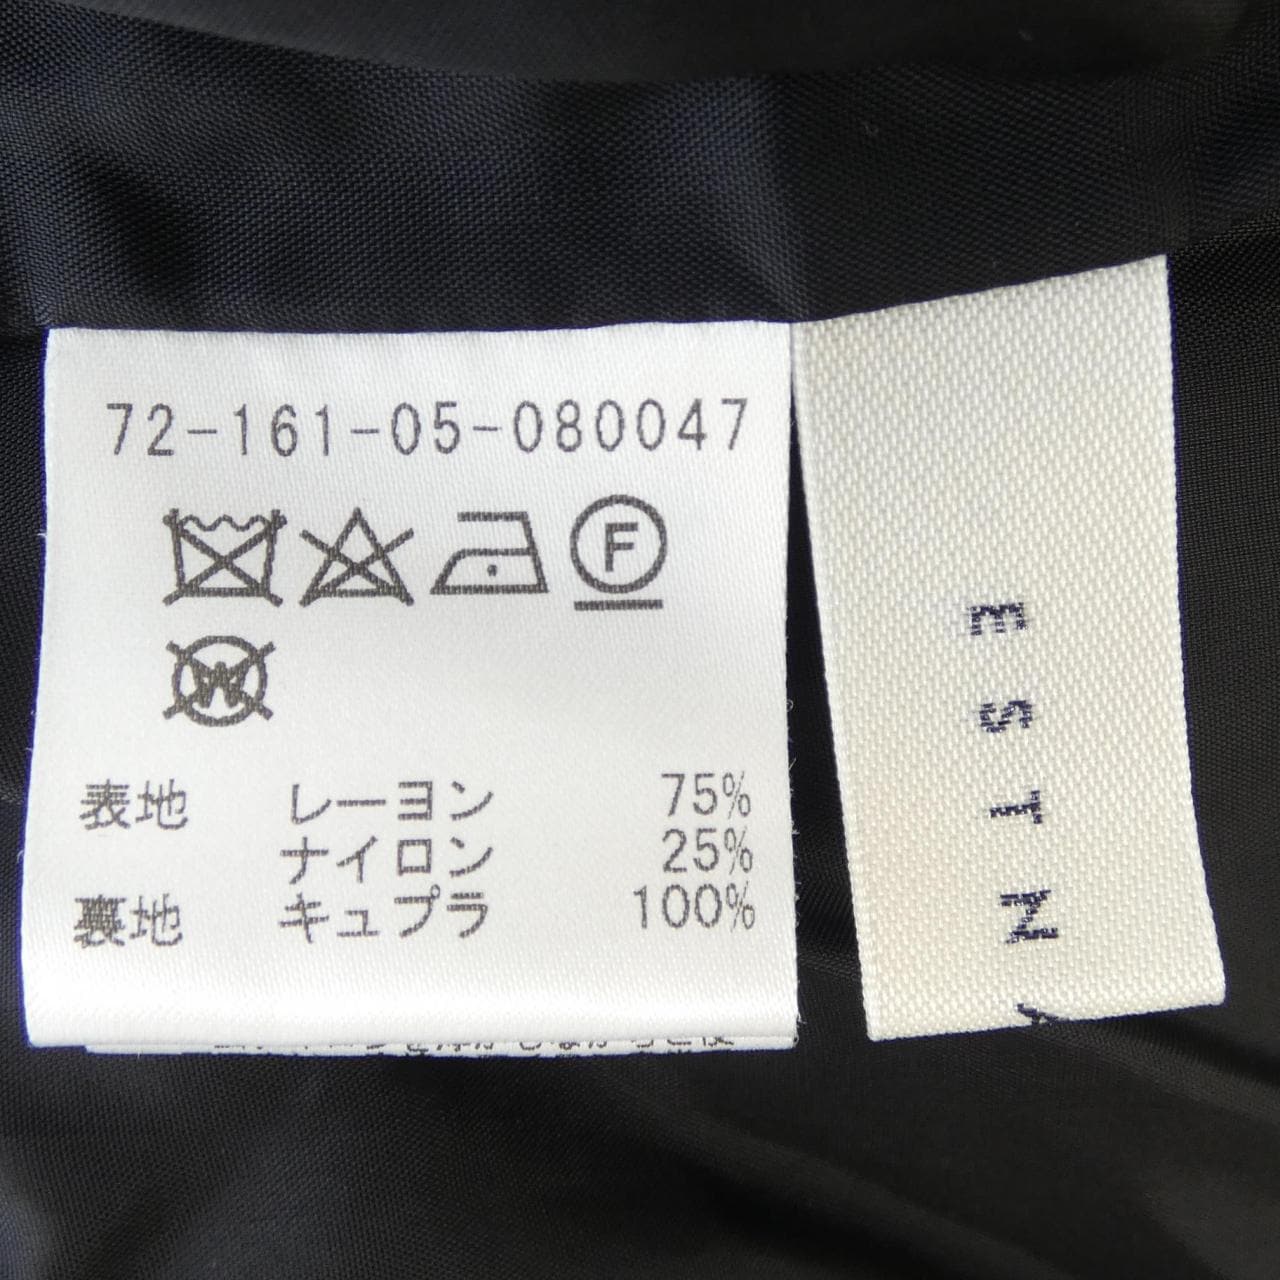 72-161-05-080047
F
W
表地 レーヨン 75%
ナイロン 25%
裏地 キュプラ 100%
ESTNA